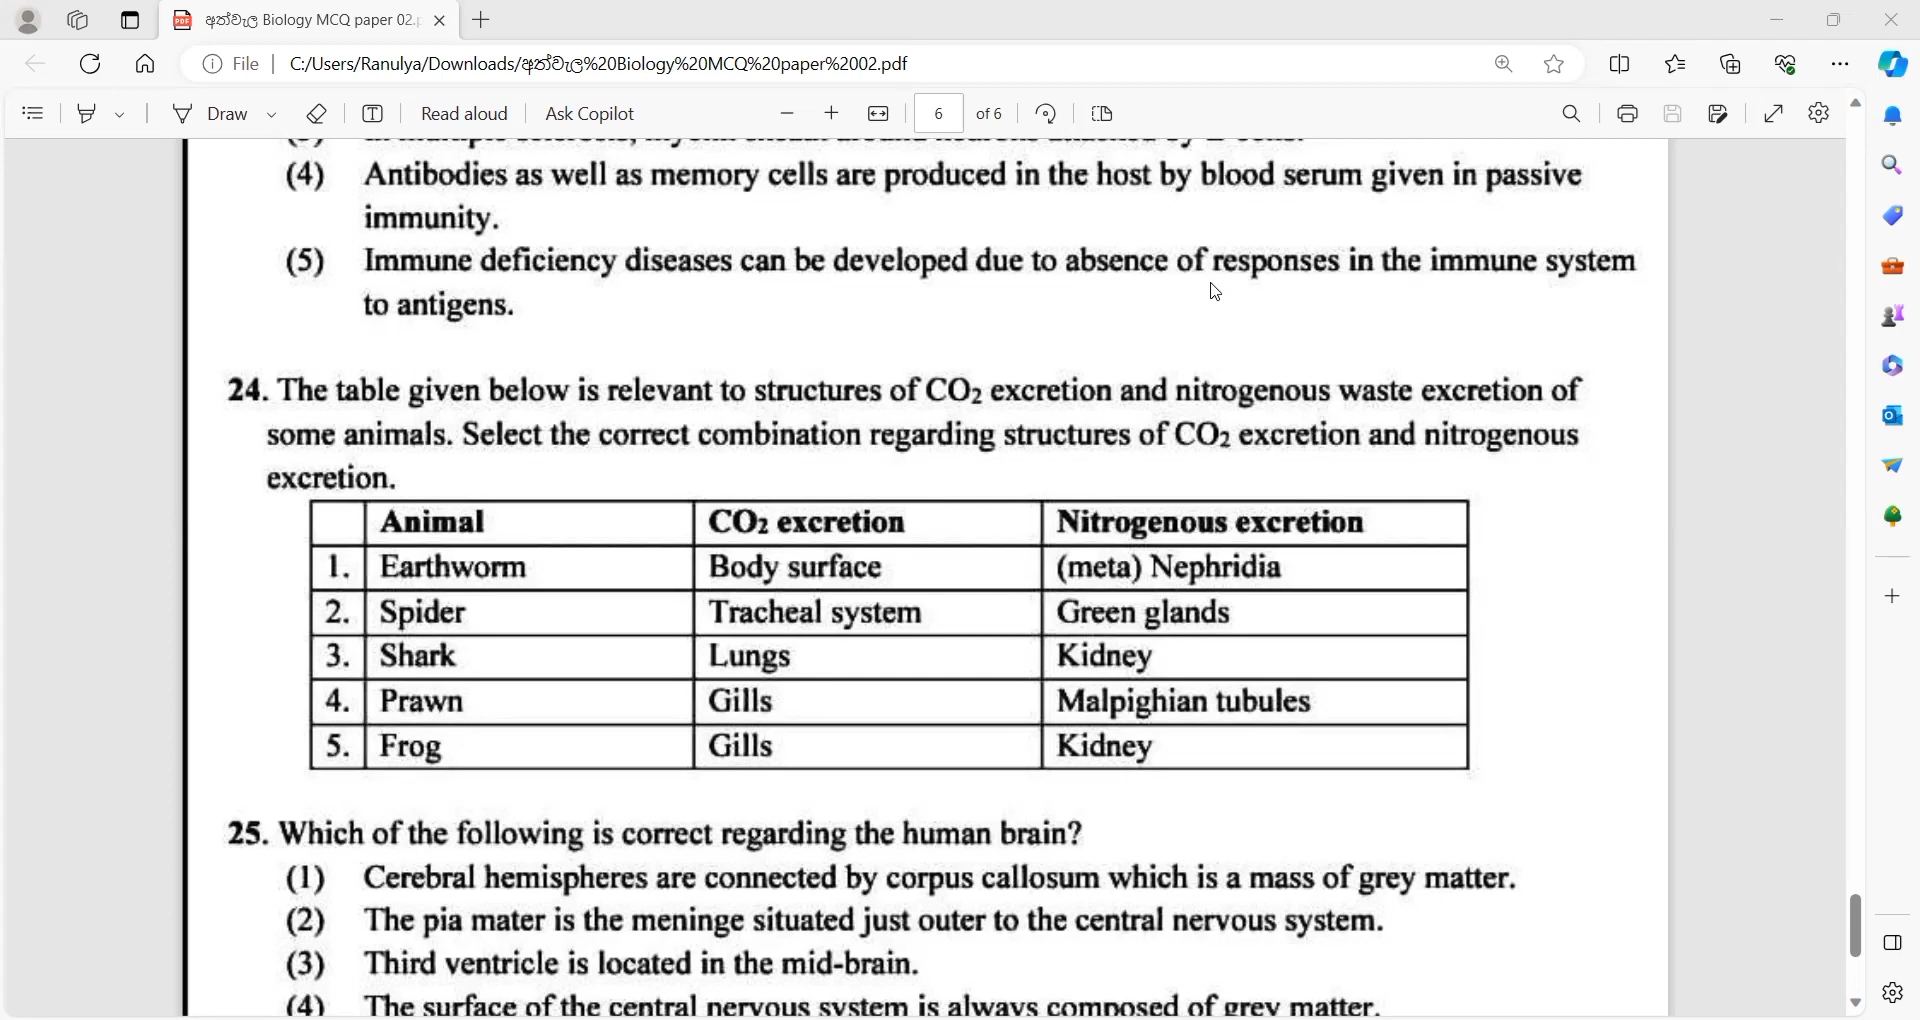 අත්වැල Biology MCQ paper 02.p
File
C:/Users/Ranulya/Downloads/අත්වැල%20Biology%20MCQ%20paper%2002.pdf
Draw
Read aloud
Ask Copilot
6
of 6
(4) Antibodies as well as memory cells are produced in the host by blood serum given in passive
immunity.
(5) Immune deficiency diseases can be developed due to absence of responses in the immune system
to antigens.
24. The table given below is relevant to structures of CO₂ excretion and nitrogenous waste excretion of
some animals. Select the correct combination regarding structures of CO₂ excretion and nitrogenous
excretion.
Animal CO₂ excretion Nitrogenous excretion
1. Earthworm Body surface (meta) Nephridia
2. Spider Tracheal system Green glands
3. Shark Lungs Kidney
4. Prawn Gills Malpighian tubules
5. Frog Gills Kidney
25. Which of the following is correct regarding the human brain?
(1) Cerebral hemispheres are connected by corpus callosum which is a mass of grey matter.
(2) The pia mater is the meninge situated just outer to the central nervous system.
(3) Third ventricle is located in the mid-brain.
(4) The surface of the central nervous system is always composed of grey matter.